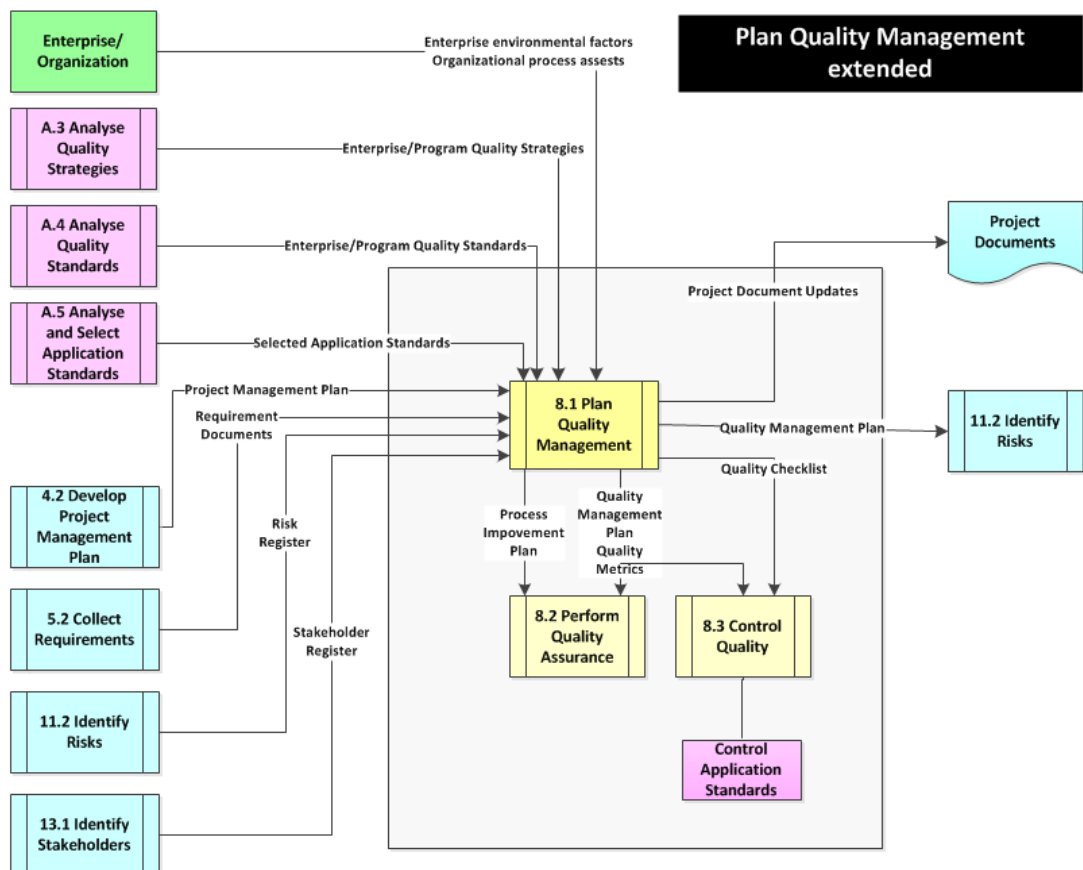 Enterprise/
Organization
Enterprise environmental factors
Organizational process assests
Plan Quality Management
extended
A.3 Analyse
Quality
Strategies
Enterprise/Program Quality Strategies
A.4 Analyse
Quality
Standards
Enterprise/Program Quality Standards
Project
Documents
Project Document Updates
A.5 Analyse
and Select
Application
Standards
Selected Application Standards
Project Management Plan
Requirement
Documents
8.1 Plan
Quality
Management
Quality Management Plan
11.2 Identify
Risks
Quality Checklist
4.2 Develop
Project
Management
Plan
Risk
Register
Process
Impovement
Plan
Quality
Management
Plan
Quality
Metrics
5.2 Collect
Requirements
Stakeholder
Register
8.2 Perform
Quality
Assurance
8.3 Control
Quality
11.2 Identify
Risks
Control
Application
Standards
13.1 Identify
Stakeholders